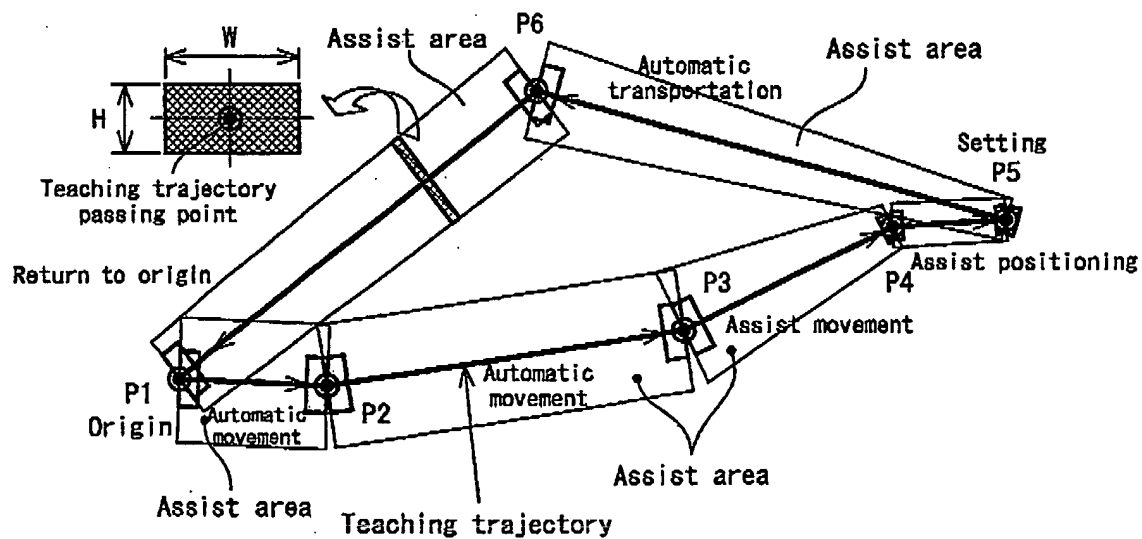 P6
W
Assist area
Assist area
Automatic
transportation
H
Setting
P5
Teaching trajectory
passing point
Return to origin
P3
P4
Assist positioning
Assist movement
P1
Origin
Automatic
movement
P2
Automatic
movement
Assist area
Assist area
Teaching trajectory